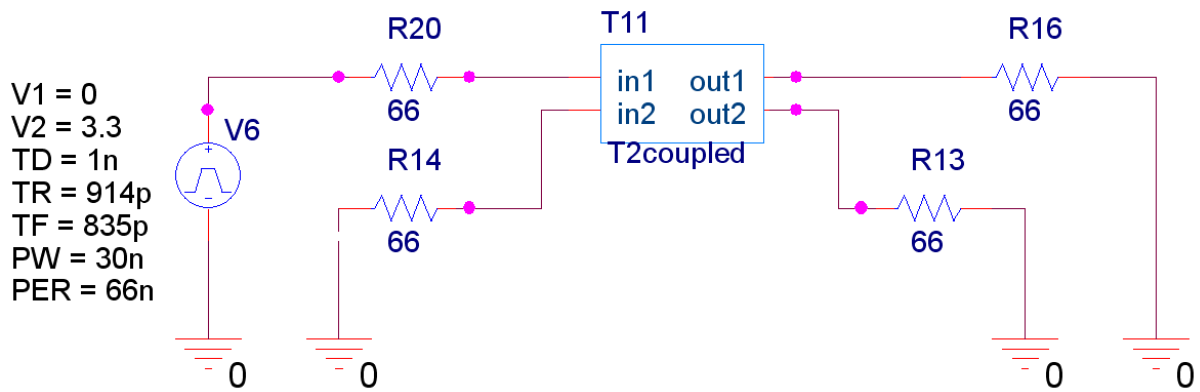 T11
R20
R16
V1 = 0
V2 = 3.3
TD = 1n
TR = 914p
TF = 835p
PW = 30n
PER = 66n
V6
66
in1 out1
in2 out2
T2coupled
66
R14
66
R13
66
0
0
0
0